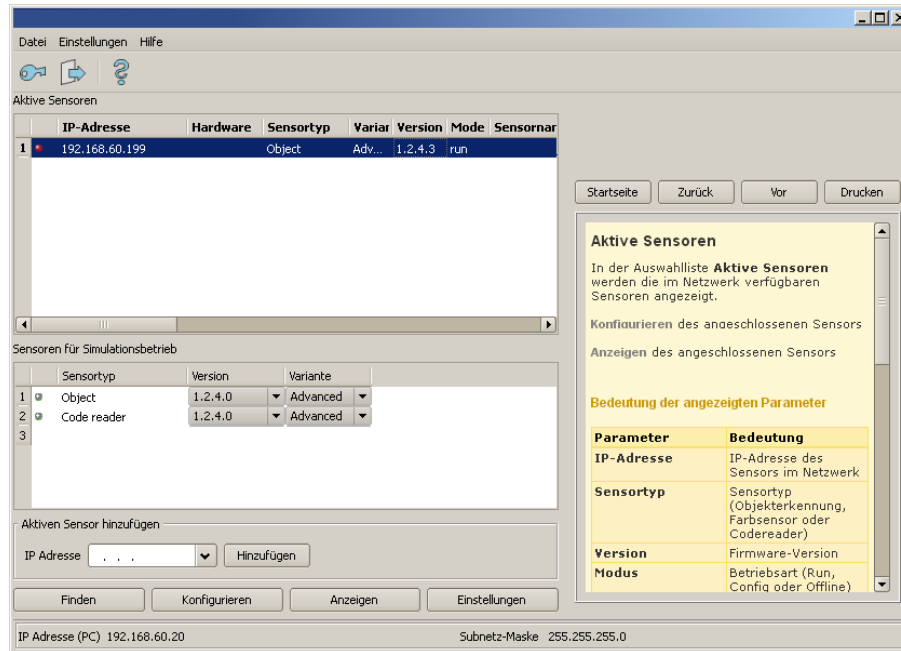 Datei Einstellungen Hilfe
Aktive Sensoren
IP-Adresse Hardware Sensortyp Variar Version Mode Sensornar
1 192.168.60.199 Object Adv... 1.2.4.3 run
Sensoren für Simulationsbetrieb
Sensortyp Version Variante
1 Object 1.2.4.0 Advanced
2 Code reader 1.2.4.0 Advanced
3
Aktiven Sensor hinzufügen
IP Adresse . . . Hinzufügen
Finden Konfigurieren Anzeigen Einstellungen
IP Adresse (PC) 192.168.60.20 Subnetz-Maske 255.255.255.0
Startseite Zurück Vor Drucken
Aktive Sensoren
In der Auswahlliste Aktive Sensoren
werden die im Netzwerk verfügbaren
Sensoren angezeigt.
Konfigurieren des angeschlossenen Sensors
Anzeigen des angeschlossenen Sensors
Bedeutung der angezeigten Parameter
Parameter Bedeutung
IP-Adresse IP-Adresse des
Sensors im Netzwerk
Sensortyp Sensortyp
(Objekterkennung,
Farbsensor oder
Codereader)
Version Firmware-Version
Modus Betriebsart (Run,
Config oder Offline)